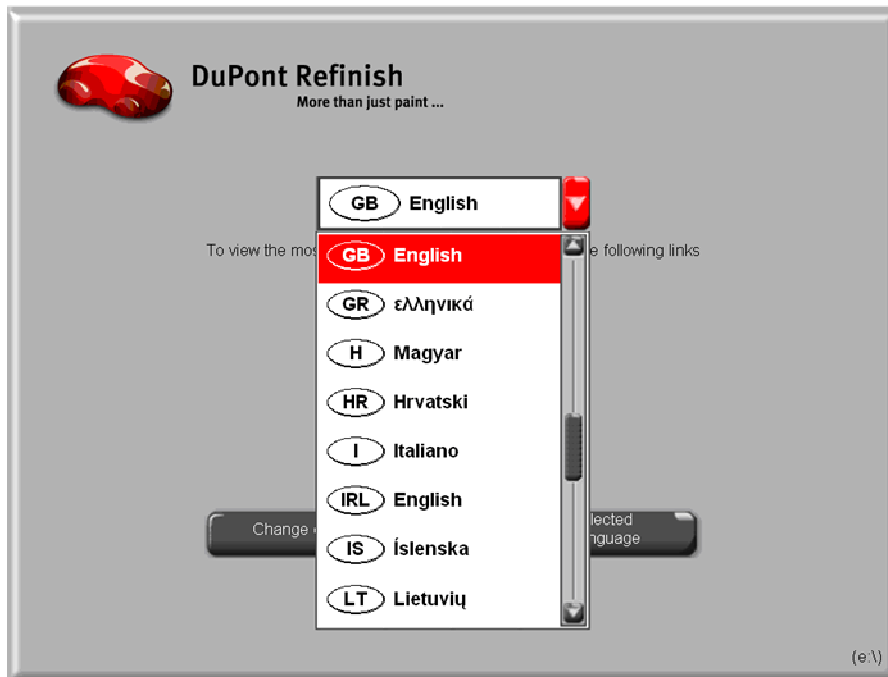 DuPont Refinish
More than just paint ...
GB English
To view the mos
e following links
GB English
GR ελληνικά
H Magyar
HR Hrvatski
I Italiano
IRL English
IS Íslenska
LT Lietuvių
Change
lected
nguage
(e:\)